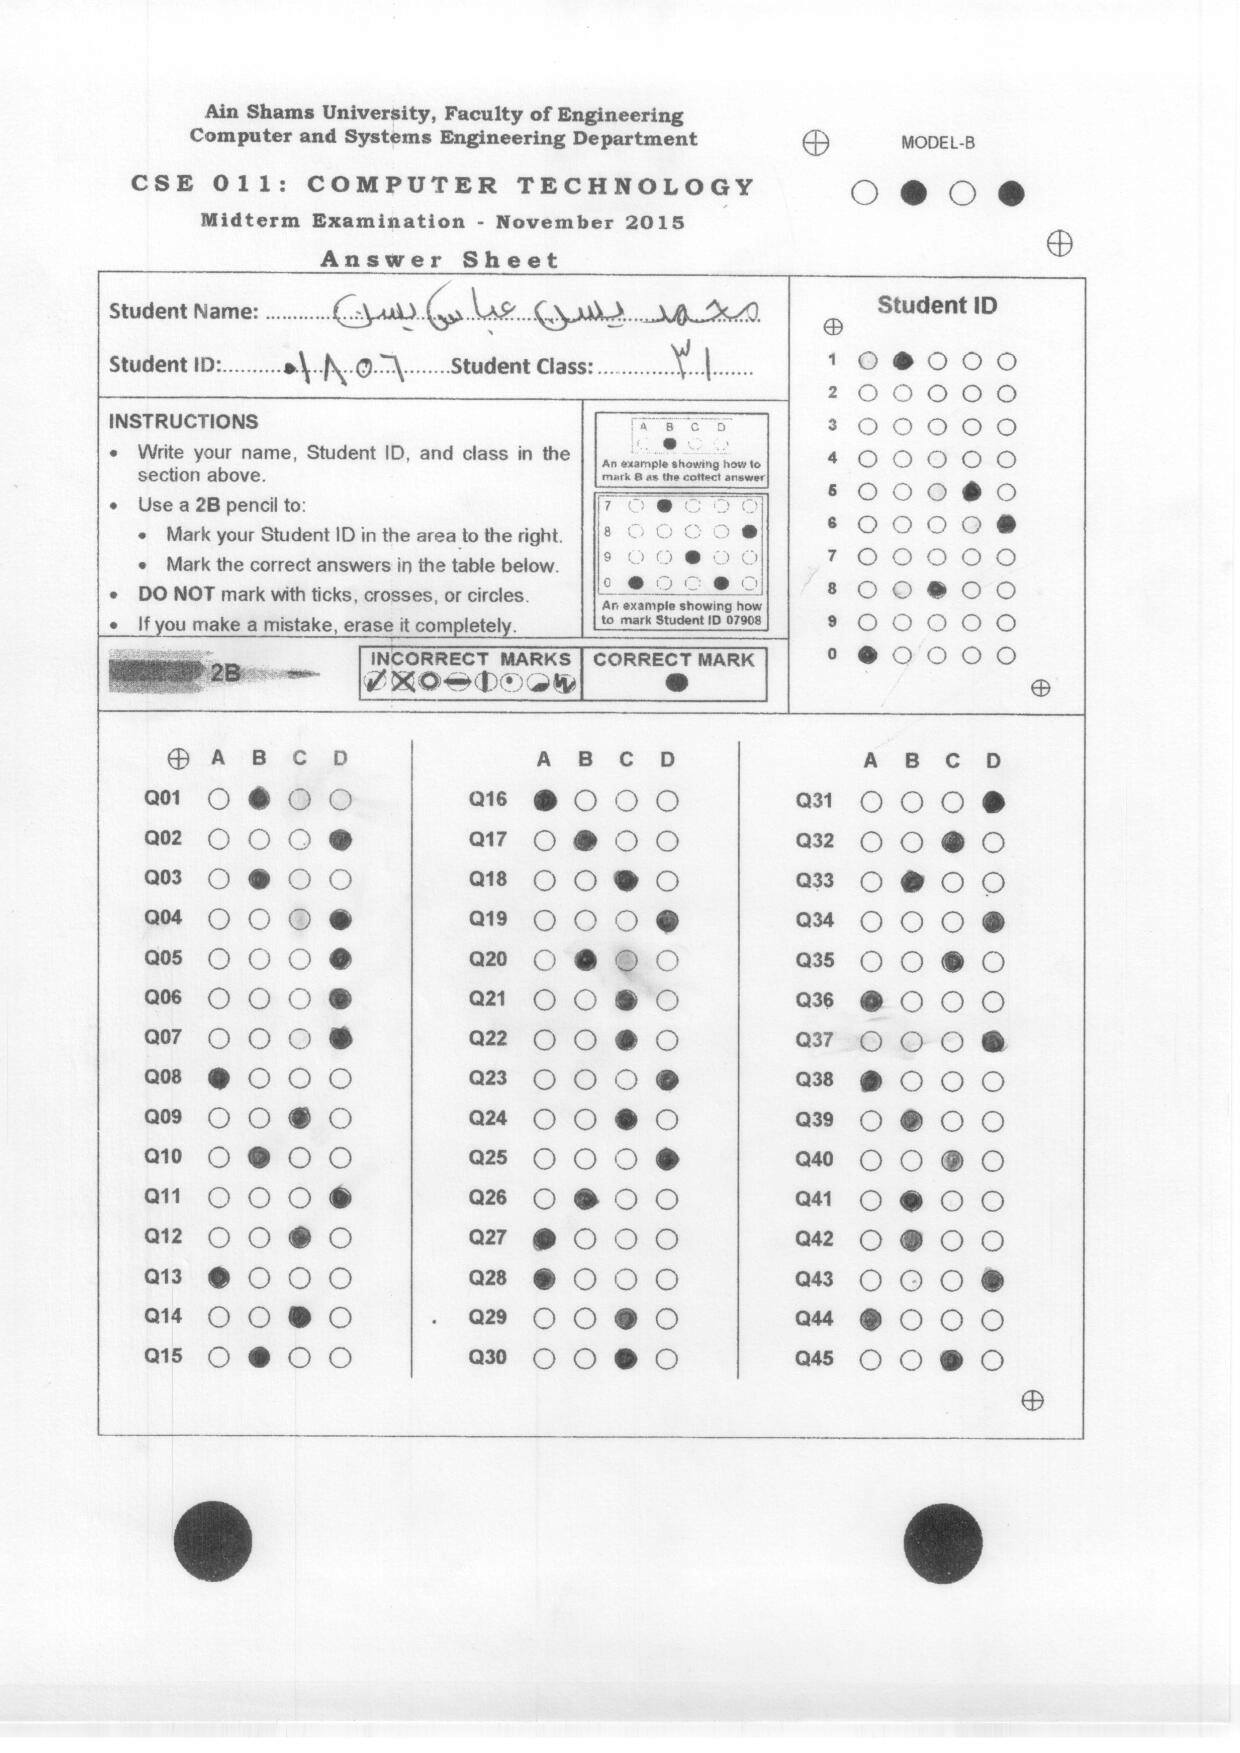 Ain Shams University, Faculty of Engineering
Computer and Systems Engineering Department
CSE 011: COMPUTER TECHNOLOGY
Midterm Examination - November 2015
Answer Sheet
MODEL-B
Student Name: محمد يسن عباس يسن
Student ID: ٠١٨٥٦ Student Class: ٣١
Student ID
1
2
3
4
5
6
7
8
9
0
INSTRUCTIONS
• Write your name, Student ID, and class in the
section above.
• Use a 2B pencil to:
• Mark your Student ID in the area to the right.
• Mark the correct answers in the table below.
• DO NOT mark with ticks, crosses, or circles.
• If you make a mistake, erase it completely.
A B C D
An example showing how to
mark B as the cottect answer
7
8
9
0
An example showing how
to mark Student ID 07908
2B
INCORRECT MARKS
CORRECT MARK
A B C D
Q01
Q02
Q03
Q04
Q05
Q06
Q07
Q08
Q09
Q10
Q11
Q12
Q13
Q14
Q15
A B C D
Q16
Q17
Q18
Q19
Q20
Q21
Q22
Q23
Q24
Q25
Q26
Q27
Q28
Q29
Q30
A B C D
Q31
Q32
Q33
Q34
Q35
Q36
Q37
Q38
Q39
Q40
Q41
Q42
Q43
Q44
Q45